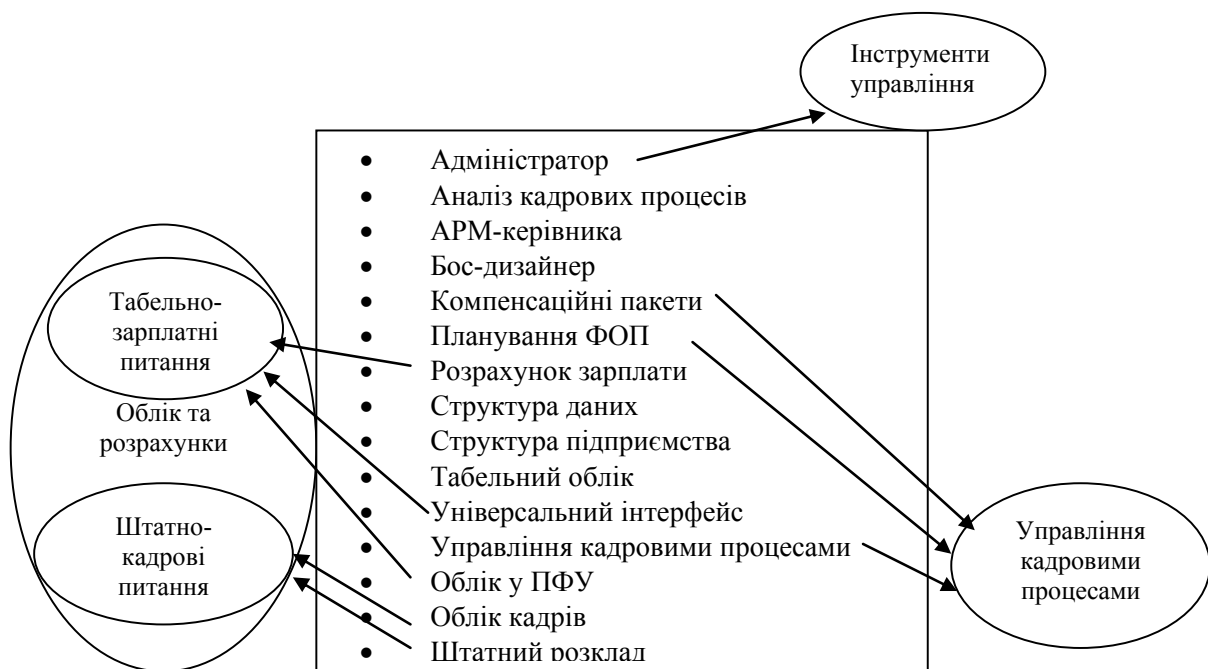 Інструменти
управління
• Адміністратор
• Аналіз кадрових процесів
• АРМ-керівника
• Бос-дизайнер
• Компенсаційні пакети
• Планування ФОП
• Розрахунок зарплати
• Структура даних
• Структура підприємства
• Табельний облік
• Універсальний інтерфейс
• Управління кадровими процесами
• Облік у ПФУ
• Облік кадрів
• Штатний розклад
Табельно-
зарплатні
питання
Облік та
розрахунки
Штатно-
кадрові
питання
Управління
кадровими
процесами